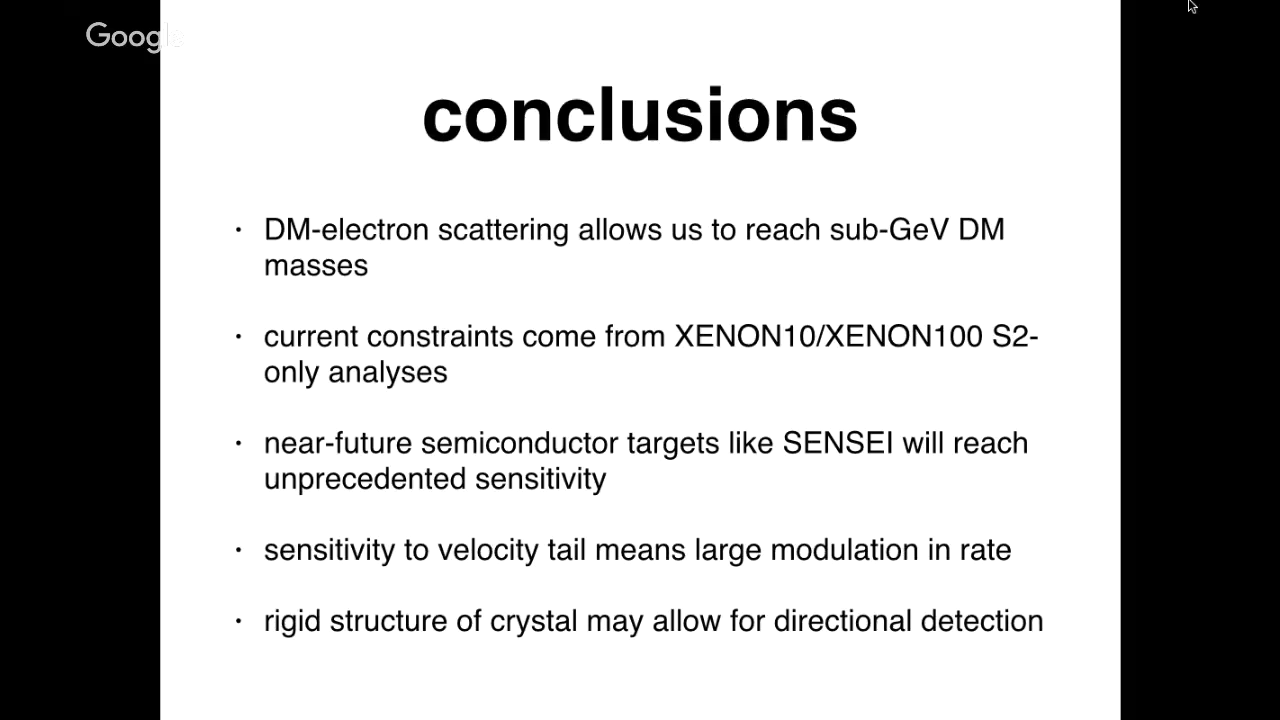 Google
conclusions
· DM-electron scattering allows us to reach sub-GeV DM
masses
· current constraints come from XENON10/XENON100 S2-
only analyses
· near-future semiconductor targets like SENSEI will reach
unprecedented sensitivity
· sensitivity to velocity tail means large modulation in rate
· rigid structure of crystal may allow for directional detection